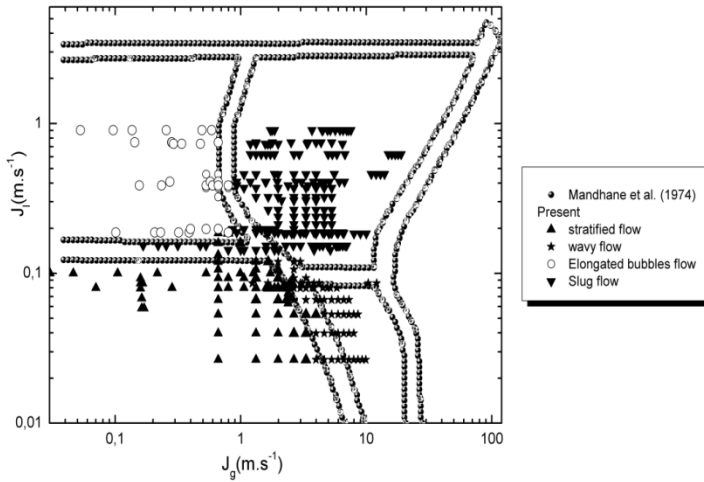 1
0,1
0,01
J_l(m.s⁻¹)
0,1 1 10 100
J_g(m.s⁻¹)
Mandhane et al. (1974)
Present
stratified flow
wavy flow
Elongated bubbles flow
Slug flow